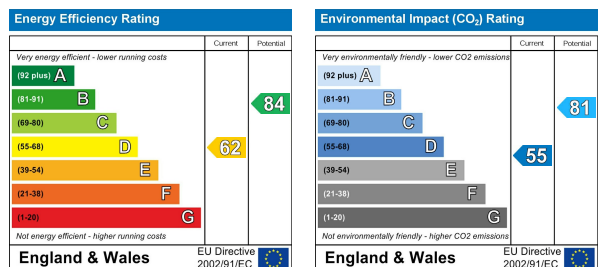 Energy Efficiency Rating
Current Potential
Very energy efficient - lower running costs
(92 plus) A
(81-91) B
84
(69-80) C
(55-68) D
62
(39-54) E
(21-38) F
(1-20) G
Not energy efficient - higher running costs
England & Wales
EU Directive
2002/91/EC
Environmental Impact (CO2) Rating
Current Potential
Very environmentally friendly - lower CO2 emissions
(92 plus) A
(81-91) B
81
(69-80) C
(55-68) D
55
(39-54) E
(21-38) F
(1-20) G
Not environmentally friendly - higher CO2 emissions
England & Wales
EU Directive
2002/91/EC